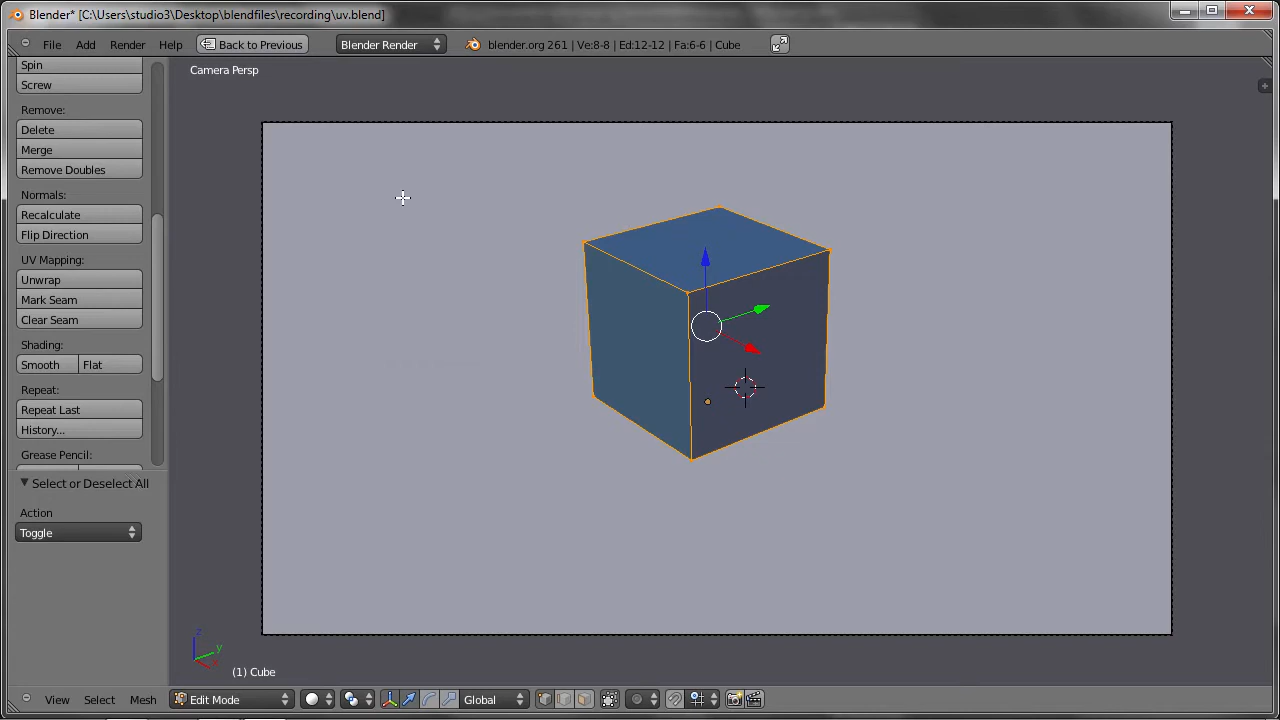 Blender* [C:\Users\studio3\Desktop\blendfiles\recording\uv.blend]
File Add Render Help Back to Previous Blender Render blender.org 261 | Ve:8-8 | Ed:12-12 | Fa:6-6 | Cube
Spin
Screw
Remove:
Delete
Merge
Remove Doubles
Normals:
Recalculate
Flip Direction
UV Mapping:
Unwrap
Mark Seam
Clear Seam
Shading:
Smooth Flat
Repeat:
Repeat Last
History...
Grease Pencil:
Select or Deselect All
Action
Toggle
Camera Persp
z
y
x
(1) Cube
View Select Mesh Edit Mode Global